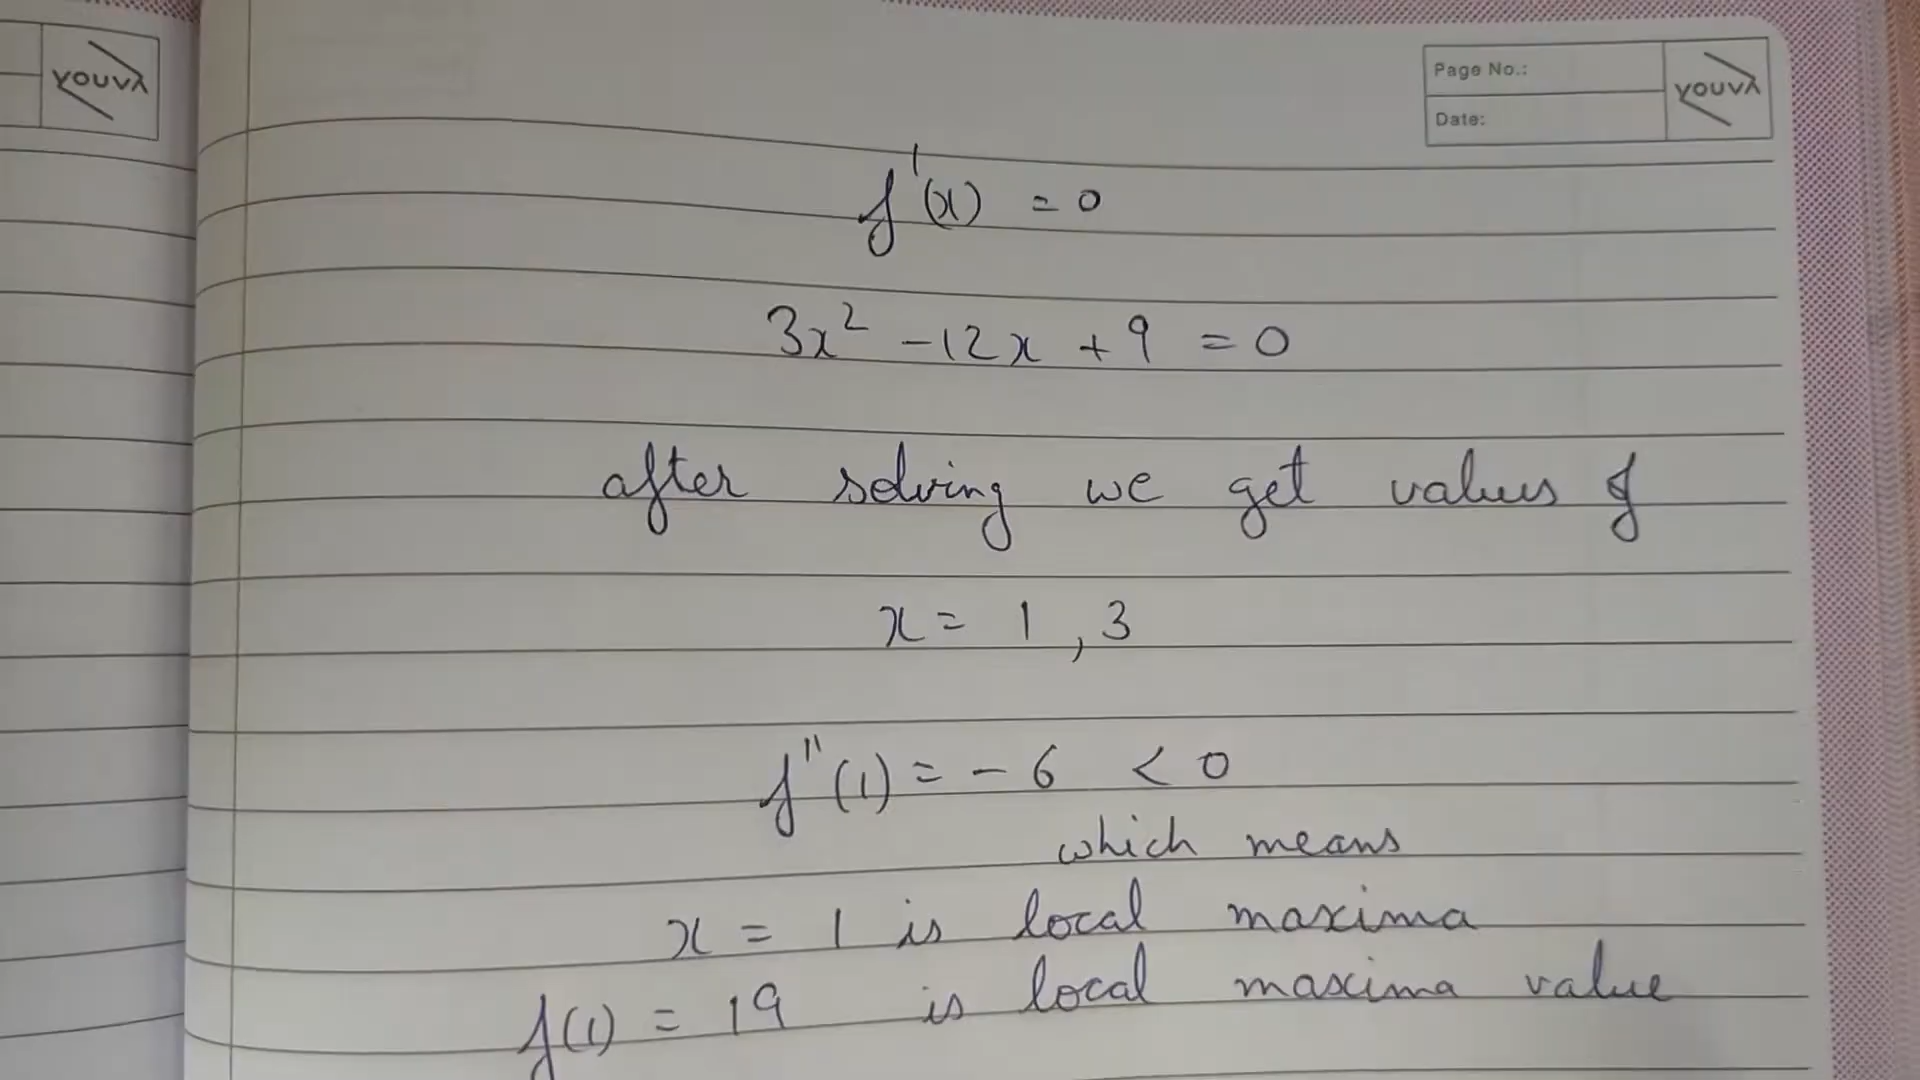 YOUVA
Page No.:
Date:
YOUVA
f'(x) = 0
3x² - 12x + 9 = 0
after solving we get values of
x = 1, 3
f''(1) = - 6 < 0
which means
x = 1 is local maxima
f(1) = 19 is local maxima value